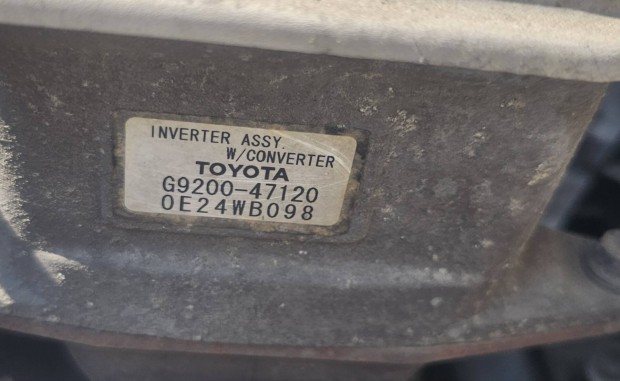 INVERTER ASSY.
W/CONVERTER
TOYOTA
G9200-47120
0E24WB098